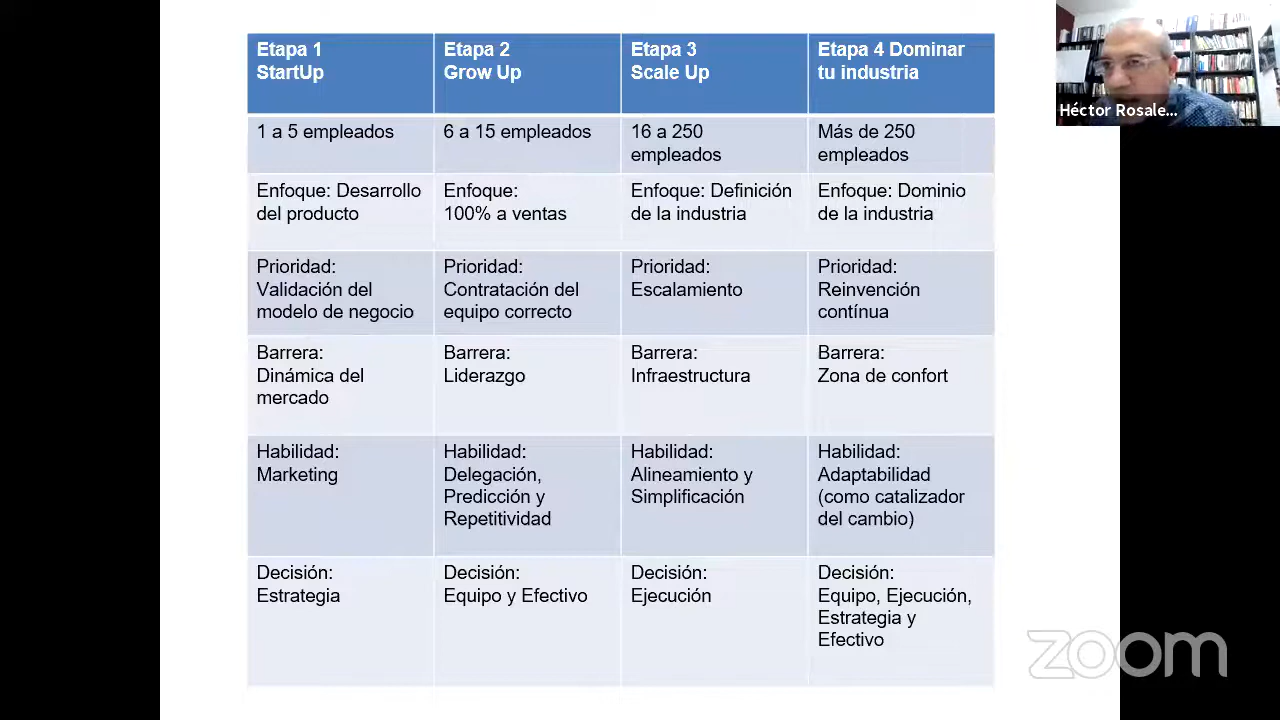 Etapa 1
StartUp
Etapa 2
Grow Up
Etapa 3
Scale Up
Etapa 4 Dominar
tu industria
1 a 5 empleados
6 a 15 empleados
16 a 250
empleados
Más de 250
empleados
Enfoque: Desarrollo
del producto
Enfoque:
100% a ventas
Enfoque: Definición
de la industria
Enfoque: Dominio
de la industria
Prioridad:
Validación del
modelo de negocio
Prioridad:
Contratación del
equipo correcto
Prioridad:
Escalamiento
Prioridad:
Reinvención
contínua
Barrera:
Dinámica del
mercado
Barrera:
Liderazgo
Barrera:
Infraestructura
Barrera:
Zona de confort
Habilidad:
Marketing
Habilidad:
Delegación,
Predicción y
Repetitividad
Habilidad:
Alineamiento y
Simplificación
Habilidad:
Adaptabilidad
(como catalizador
del cambio)
Decisión:
Estrategia
Decisión:
Equipo y Efectivo
Decisión:
Ejecución
Decisión:
Equipo, Ejecución,
Estrategia y
Efectivo
Héctor Rosale...
zoom